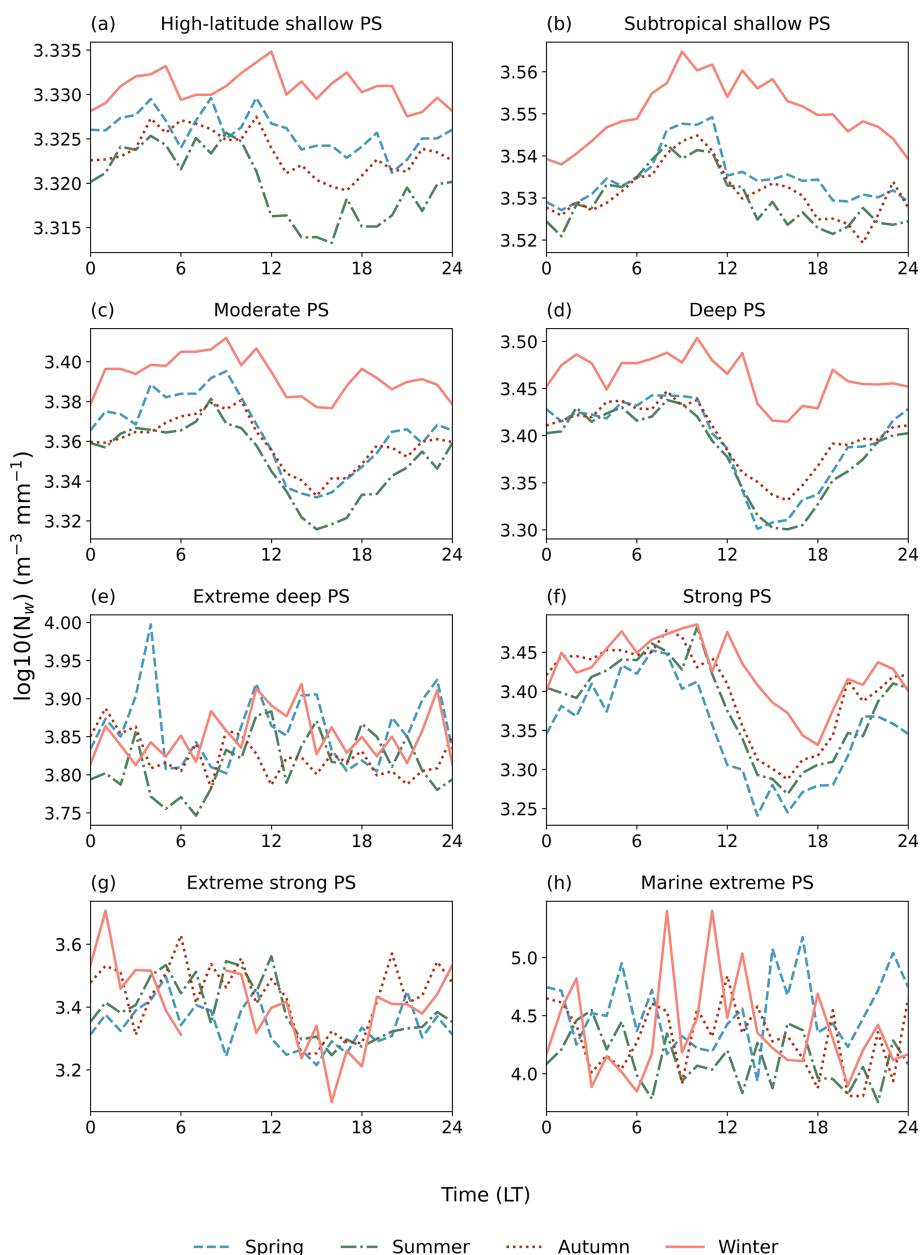 (a) High-latitude shallow PS
3.335
3.330
3.325
3.320
3.315
0 6 12 18 24
(b) Subtropical shallow PS
3.56
3.55
3.54
3.53
3.52
0 6 12 18 24
(c) Moderate PS
3.40
3.38
3.36
3.34
3.32
0 6 12 18 24
(d) Deep PS
3.50
3.45
3.40
3.35
3.30
0 6 12 18 24
log10(N_w) (m⁻³ mm⁻¹)
(e) Extreme deep PS
4.00
3.95
3.90
3.85
3.80
3.75
0 6 12 18 24
(f) Strong PS
3.45
3.40
3.35
3.30
3.25
0 6 12 18 24
(g) Extreme strong PS
3.6
3.4
3.2
0 6 12 18 24
(h) Marine extreme PS
5.0
4.5
4.0
0 6 12 18 24
Time (LT)
Spring Summer Autumn Winter